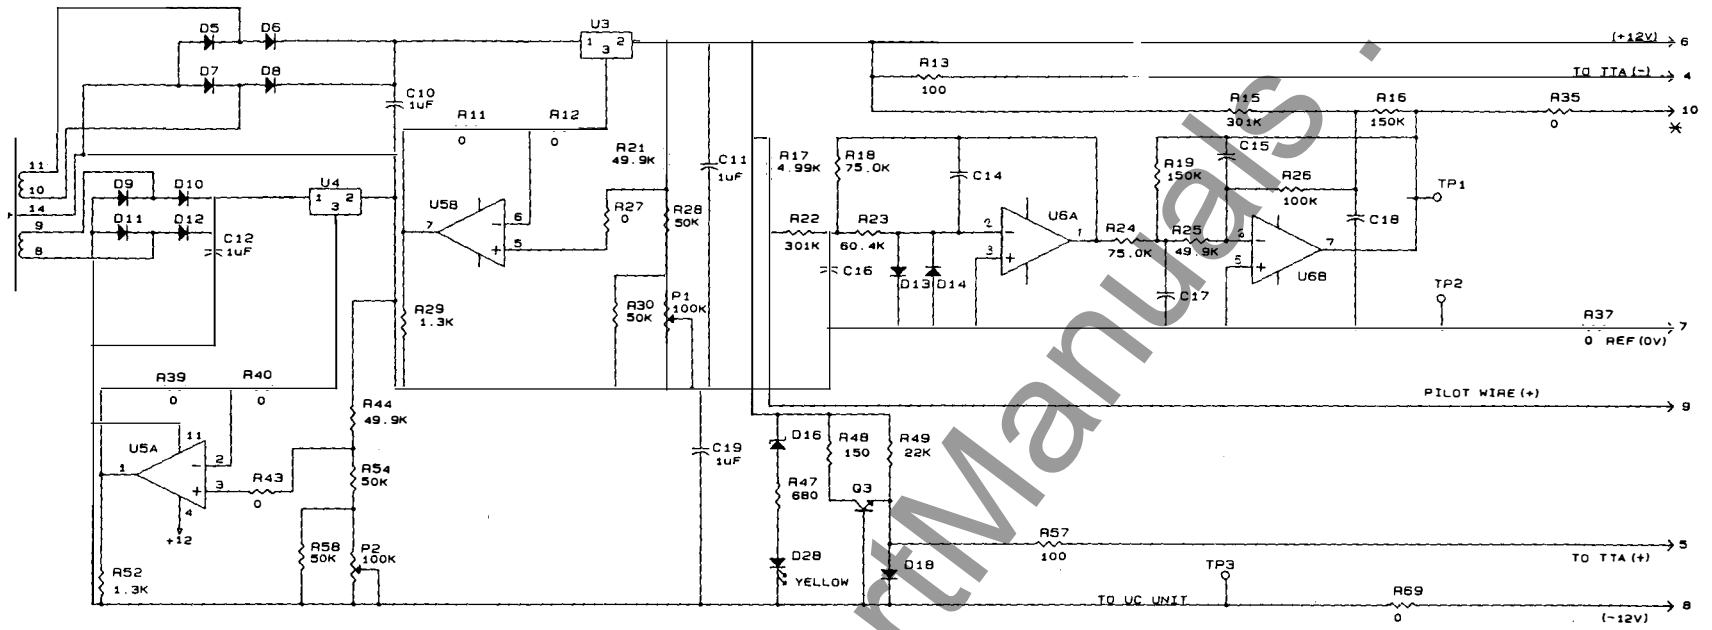 D5
D6
U3
1 2
3
(+12V)
6
D7
D8
R13
100
TO TTA(-)
4
C10
1uF
R11
0
R12
0
R15
301K
R16
150K
R35
0
10
R21
49.9K
C11
1uF
R17
4.99K
R18
75.0K
C14
R19
150K
C15
R26
100K
TP1
11
10
14
9
8
D9
D10
D11
D12
U4
1 2
3
C12
1uF
U5B
7
6
5
R27
0
R28
50K
R22
301K
R23
60.4K
C16
D13
D14
2
3
U6A
1
R24
75.0K
R25
49.9K
C17
5
U6B
7
C18
TP2
R29
1.3K
R30
50K
P1
100K
R37
0
REF(0V)
7
R39
0
R40
0
PILOT WIRE(+)
9
R44
49.9K
U5A
11
1
2
3
4
+12
R43
0
R54
50K
C19
1uF
D16
R48
150
R49
22K
R47
680
Q3
R58
50K
P2
100K
D28
YELLOW
D18
R57
100
5
TO TTA(+)
R52
1.3K
TP3
TO UC UNIT
R69
0
8
(-12V)
rtManuals .